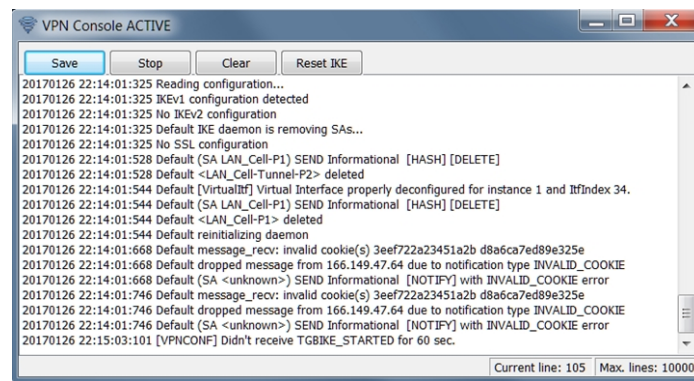 VPN Console ACTIVE
Save Stop Clear Reset IKE
20170126 22:14:01:325 Reading configuration...
20170126 22:14:01:325 IKEv1 configuration detected
20170126 22:14:01:325 No IKEv2 configuration
20170126 22:14:01:325 Default IKE daemon is removing SAs...
20170126 22:14:01:325 No SSL configuration
20170126 22:14:01:528 Default (SA LAN_Cell-P1) SEND Informational [HASH] [DELETE]
20170126 22:14:01:528 Default <LAN_Cell-Tunnel-P2> deleted
20170126 22:14:01:544 Default [VirtualItf] Virtual Interface properly deconfigured for instance 1 and ItfIndex 34.
20170126 22:14:01:544 Default (SA LAN_Cell-P1) SEND Informational [HASH] [DELETE]
20170126 22:14:01:544 Default <LAN_Cell-P1> deleted
20170126 22:14:01:544 Default reinitializing daemon
20170126 22:14:01:668 Default message_recv: invalid cookie(s) 3eef722a23451a2b d8a6ca7ed89e325e
20170126 22:14:01:668 Default dropped message from 166.149.47.64 due to notification type INVALID_COOKIE
20170126 22:14:01:668 Default (SA <unknown>) SEND Informational [NOTIFY] with INVALID_COOKIE error
20170126 22:14:01:746 Default message_recv: invalid cookie(s) 3eef722a23451a2b d8a6ca7ed89e325e
20170126 22:14:01:746 Default dropped message from 166.149.47.64 due to notification type INVALID_COOKIE
20170126 22:14:01:746 Default (SA <unknown>) SEND Informational [NOTIFY] with INVALID_COOKIE error
20170126 22:15:03:101 [VPNCONF] Didn't receive TGBIKE_STARTED for 60 sec.
Current line: 105 Max. lines: 10000